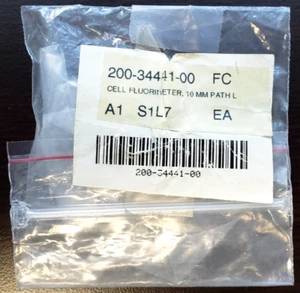 200-34441-00 FC
CELL FLUORIMETER, 10 MM PATH L
A1 S1L7 EA
200-34441-00